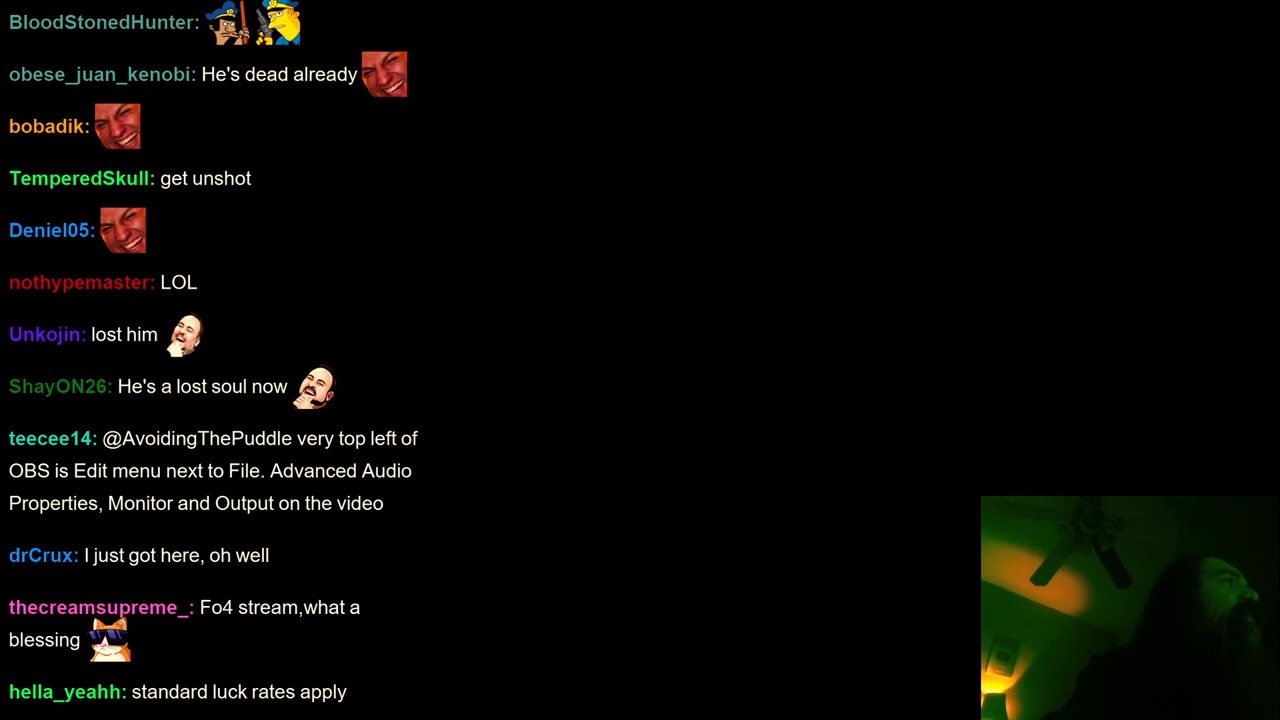 BloodStonedHunter:
obese_juan_kenobi: He's dead already
bobadik:
TemperedSkull: get unshot
Deniel05:
nothypemaster: LOL
Unkojin: lost him
ShayON26: He's a lost soul now
teecee14: @AvoidingThePuddle very top left of
OBS is Edit menu next to File. Advanced Audio
Properties, Monitor and Output on the video
drCrux: I just got here, oh well
thecreamsupreme_: Fo4 stream,what a
blessing
hella_yeahh: standard luck rates apply